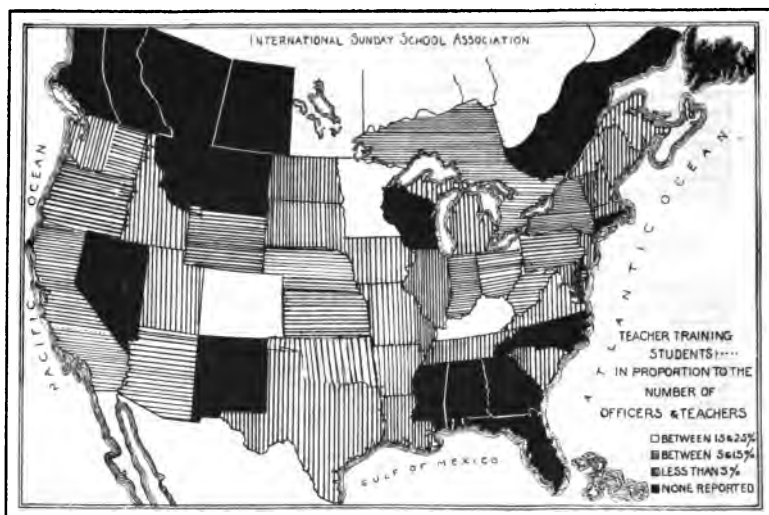 INTERNATIONAL SUNDAY SCHOOL ASSOCIATION
PACIFIC OCEAN
ATLANTIC OCEAN
GULF OF MEXICO
TEACHER TRAINING
STUDENTS
IN PROPORTION TO THE
NUMBER OF
OFFICERS & TEACHERS
BETWEEN 15 & 25%
BETWEEN 5 & 15%
LESS THAN 5%
NONE REPORTED